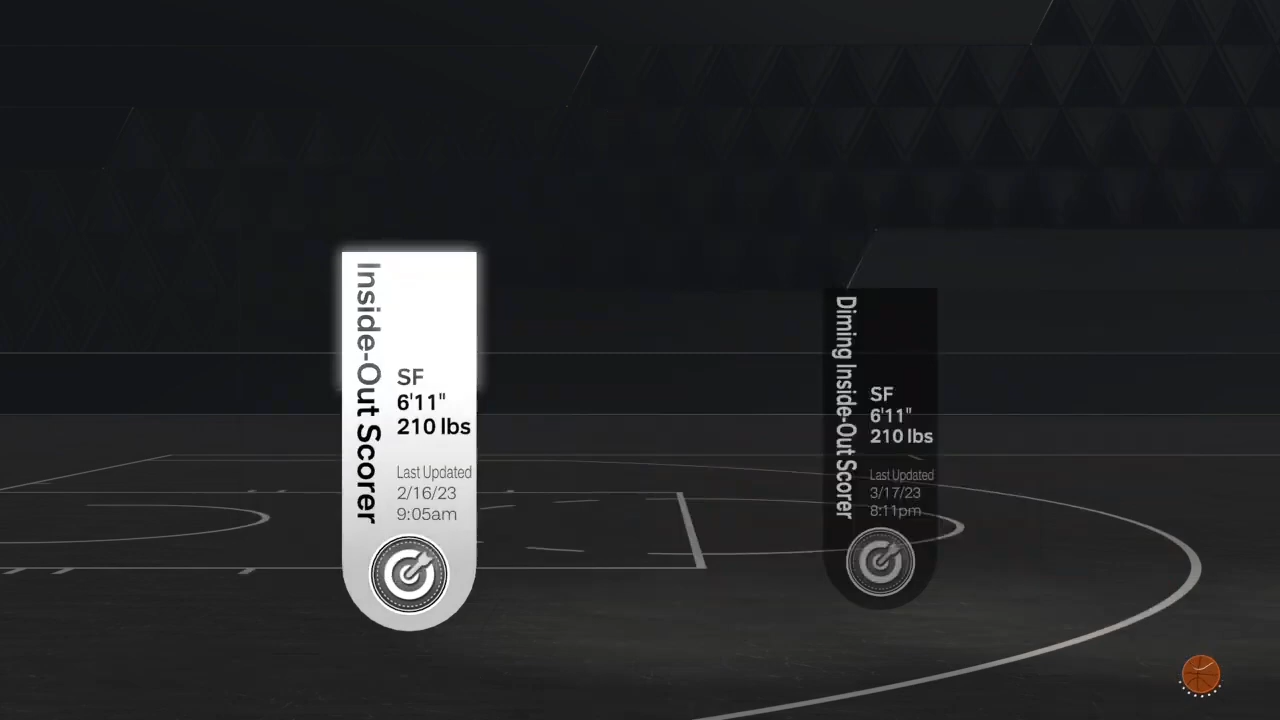 Inside-Out Scorer
SF
6'11"
210 lbs
Last Updated
2/16/23
9:05am
Diming Inside-Out Scorer
SF
6'11"
210 lbs
Last Updated
3/17/23
8:11pm